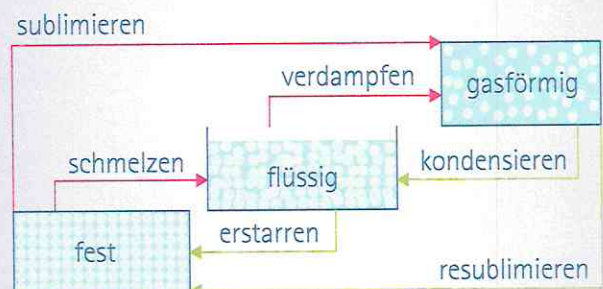 sublimieren
verdampfen
gasförmig
schmelzen
flüssig
kondensieren
fest
erstarren
resublimieren